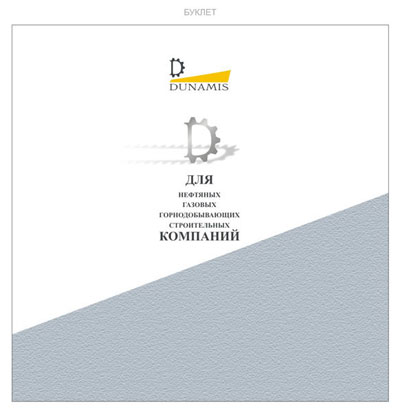 БУКЛЕТ
D
DUNAMIS
D
ДЛЯ
НЕФТЯНЫХ
ГАЗОВЫХ
ГОРНОДОБЫВАЮЩИХ
СТРОИТЕЛЬНЫХ
КОМПАНИЙ